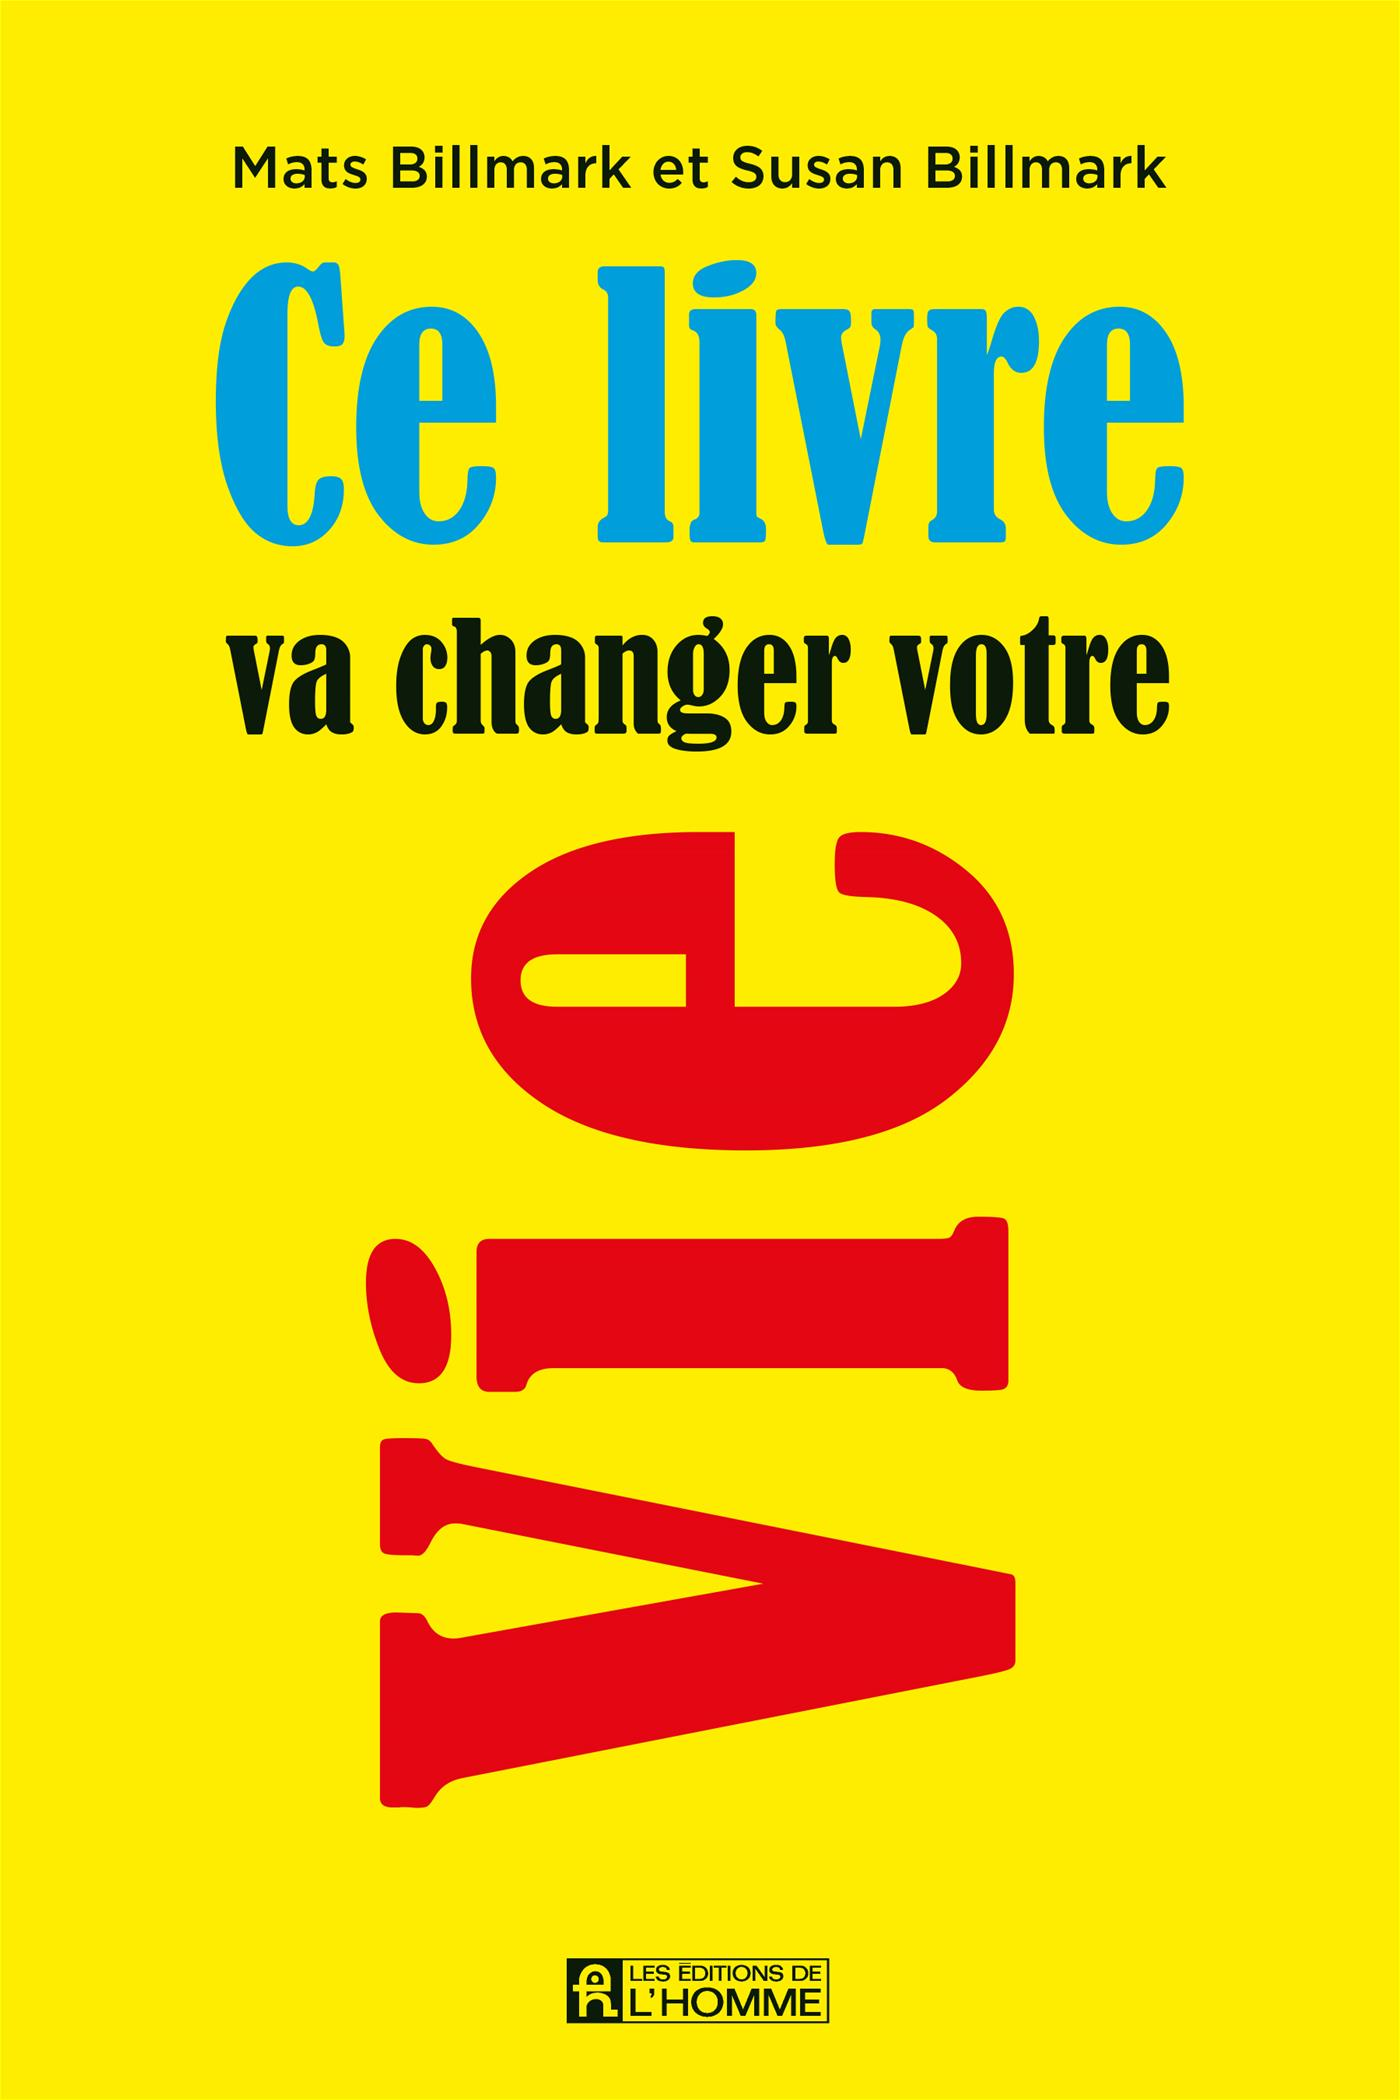 Mats Billmark et Susan Billmark
Ce livre
va changer votre
vie
LES ÉDITIONS DE
L'HOMME